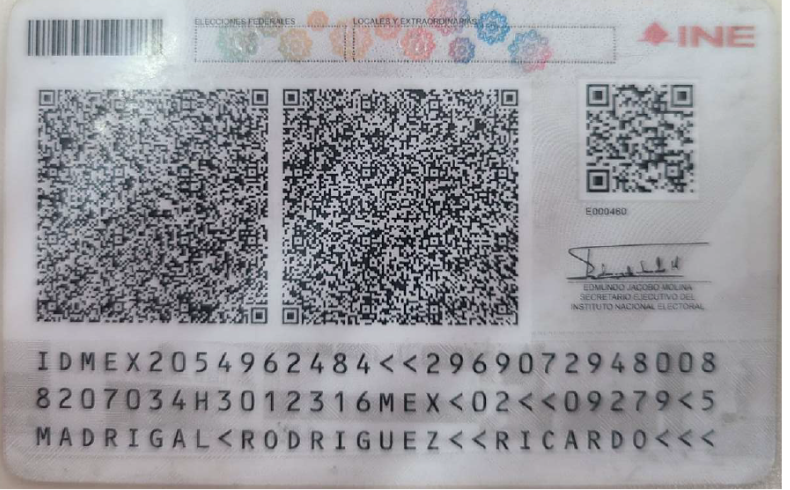 ELECCIONES FEDERALES LOCALES Y EXTRAORDINARIAS
INE
E000460
EDMUNDO JACOBO MOLINA
SECRETARIO EJECUTIVO DEL
INSTITUTO NACIONAL ELECTORAL
IDMEX2054962484<<2969072948008
8207034H3012316MEX<02<<09279<5
MADRIGAL<RODRIGUEZ<<RICARDO<<<